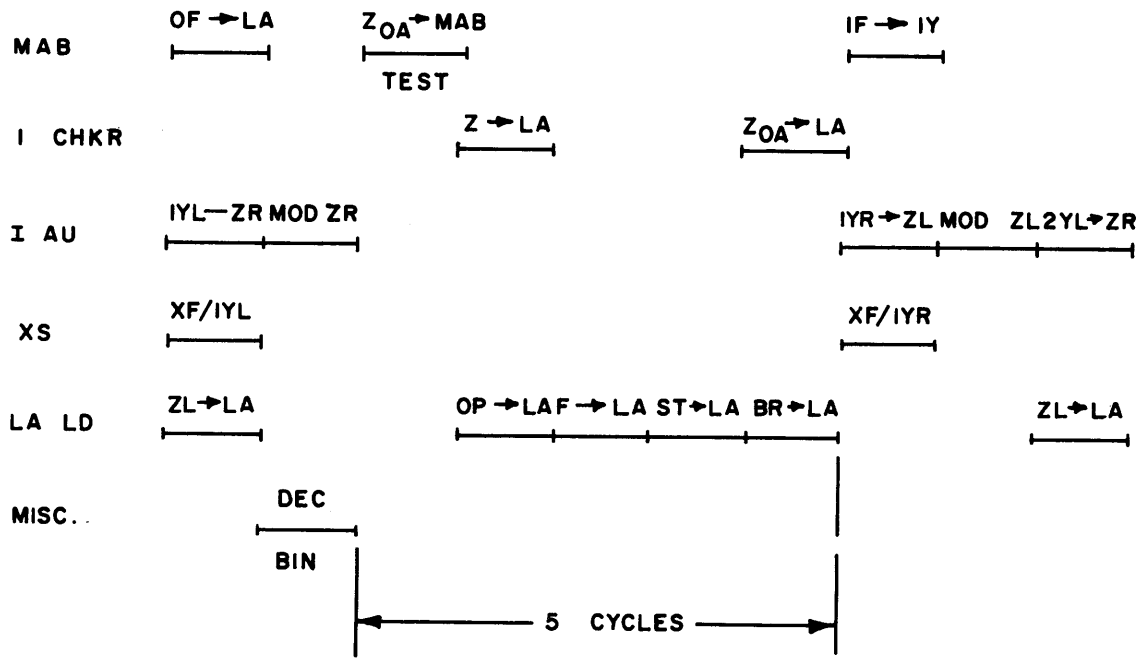 MAB OF→LA Z_OA→MAB IF→IY
TEST
I CHKR Z→LA Z_OA→LA
I AU IYL—ZR MOD ZR IYR→ZL MOD ZL2YL→ZR
XS XF/IYL XF/IYR
LA LD ZL→LA OP→LA F→LA ST→LA BR→LA ZL→LA
MISC.. DEC
BIN
5 CYCLES